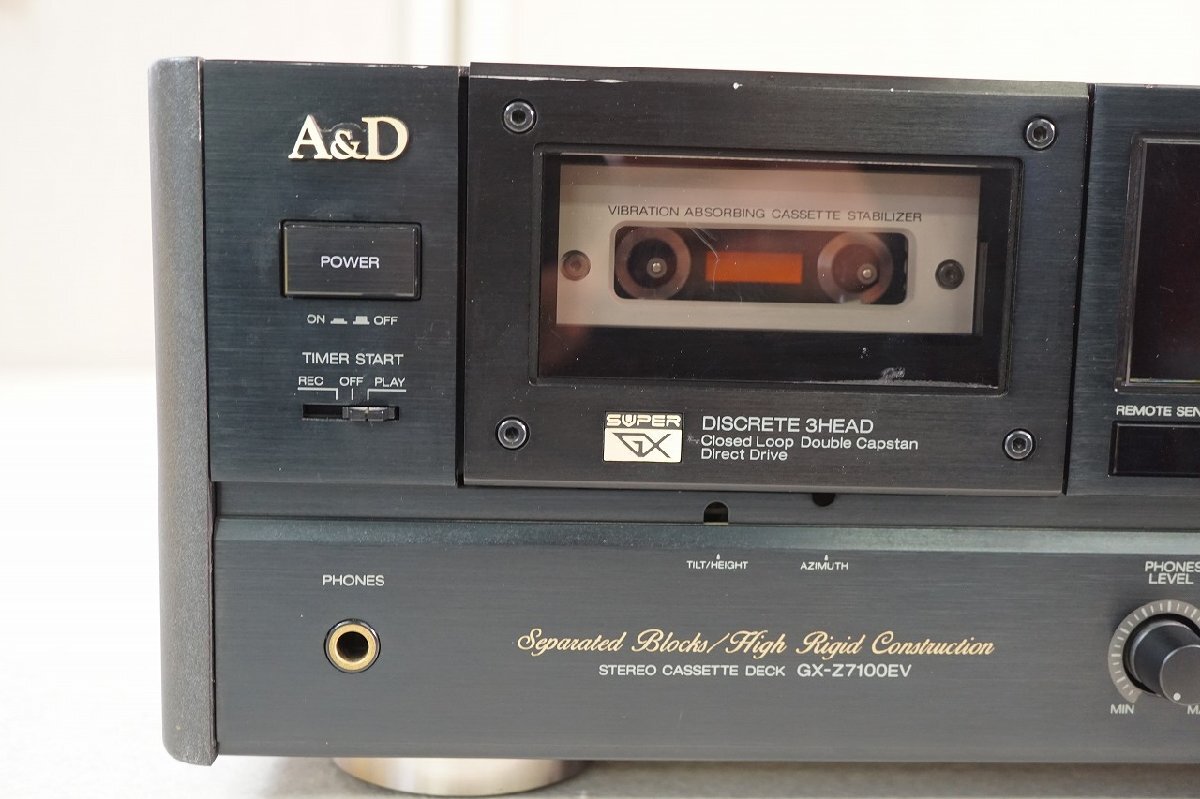 A&D
POWER
ON OFF
TIMER START
REC OFF PLAY
VIBRATION ABSORBING CASSETTE STABILIZER
SUPER
GX
DISCRETE 3HEAD
Closed Loop Double Capstan
Direct Drive
REMOTE SEN
TILT/HEIGHT
AZIMUTH
PHONES
PHONES
LEVEL
MIN
MA
Separated Blocks/High Rigid Construction
STEREO CASSETTE DECK GX-Z7100EV